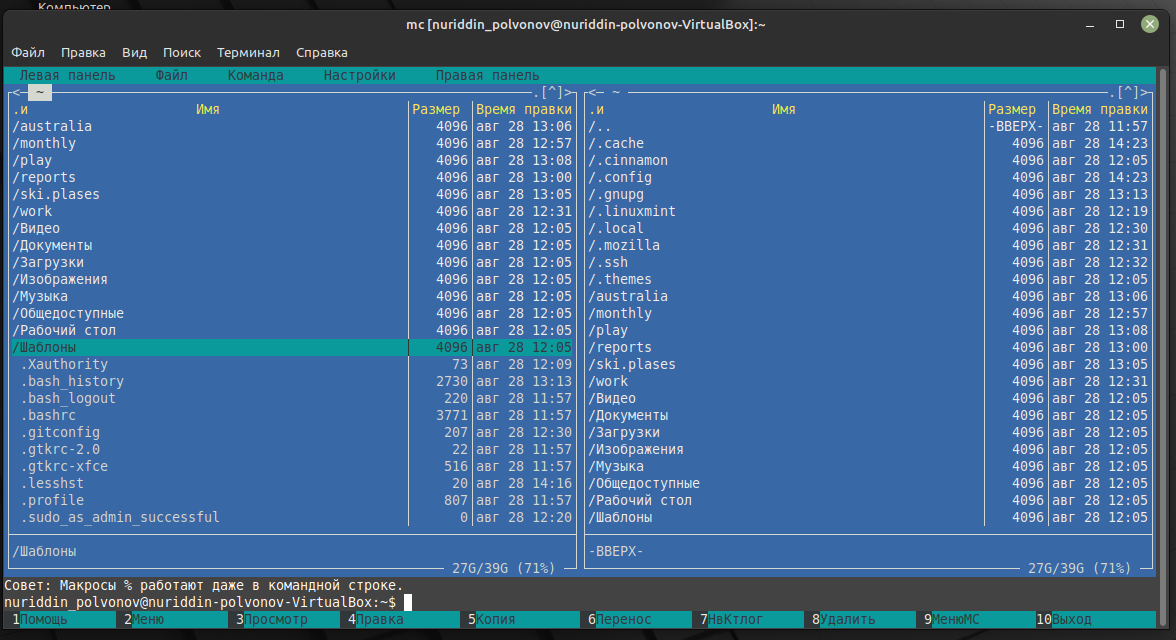 Компьютер
mc [nuriddin_polvonov@nuriddin-polvonov-VirtualBox]:~
Файл Правка Вид Поиск Терминал Справка
Левая панель Файл Команда Настройки Правая панель
<— ~ .[^]> <— ~ .[^]>
.и Имя Размер Время правки .и Имя Размер Время правки
/australia 4096 авг 28 13:06 /.. -ВВЕРХ- авг 28 11:57
/monthly 4096 авг 28 12:57 /.cache 4096 авг 28 14:23
/play 4096 авг 28 13:08 /.cinnamon 4096 авг 28 12:05
/reports 4096 авг 28 13:00 /.config 4096 авг 28 14:23
/ski.plases 4096 авг 28 13:05 /.gnupg 4096 авг 28 13:13
/work 4096 авг 28 12:31 /.linuxmint 4096 авг 28 12:19
/Видео 4096 авг 28 12:05 /.local 4096 авг 28 12:30
/Документы 4096 авг 28 12:05 /.mozilla 4096 авг 28 12:31
/Загрузки 4096 авг 28 12:05 /.ssh 4096 авг 28 12:32
/Изображения 4096 авг 28 12:05 /.themes 4096 авг 28 12:05
/Музыка 4096 авг 28 12:05 /australia 4096 авг 28 13:06
/Общедоступные 4096 авг 28 12:05 /monthly 4096 авг 28 12:57
/Рабочий стол 4096 авг 28 12:05 /play 4096 авг 28 13:08
/Шаблоны 4096 авг 28 12:05 /reports 4096 авг 28 13:00
.Xauthority 73 авг 28 12:09 /ski.plases 4096 авг 28 13:05
.bash_history 2730 авг 28 13:13 /work 4096 авг 28 12:31
.bash_logout 220 авг 28 11:57 /Видео 4096 авг 28 12:05
.bashrc 3771 авг 28 11:57 /Документы 4096 авг 28 12:05
.gitconfig 207 авг 28 12:30 /Загрузки 4096 авг 28 12:05
.gtkrc-2.0 22 авг 28 11:57 /Изображения 4096 авг 28 12:05
.gtkrc-xfce 516 авг 28 11:57 /Музыка 4096 авг 28 12:05
.lesshst 20 авг 28 14:16 /Общедоступные 4096 авг 28 12:05
.profile 807 авг 28 11:57 /Рабочий стол 4096 авг 28 12:05
.sudo_as_admin_successful 0 авг 28 12:20 /Шаблоны 4096 авг 28 12:05
/Шаблоны -ВВЕРХ-
27G/39G (71%) 27G/39G (71%)
Совет: Макросы % работают даже в командной строке.
nuriddin_polvonov@nuriddin-polvonov-VirtualBox:~$
1Помощь 2Меню 3Просмотр 4Правка 5Копия 6Перенос 7НвКтлог 8Удалить 9МенюМС 10Выход